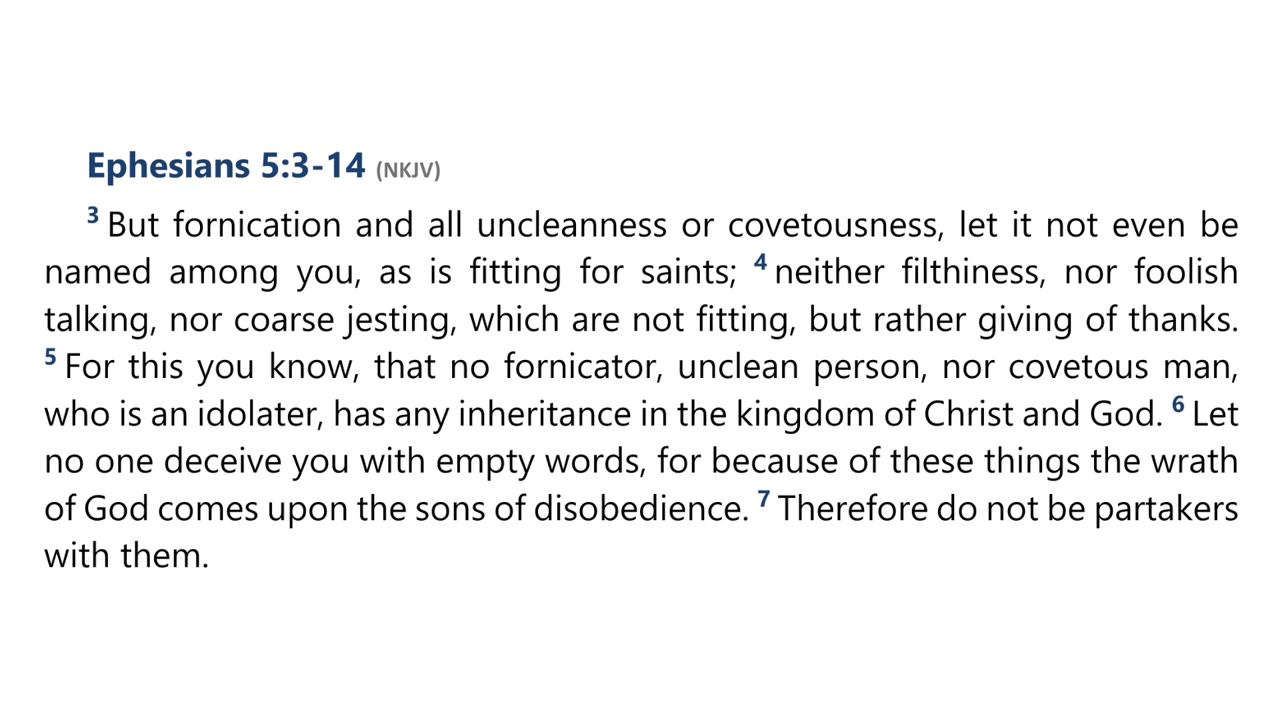 Ephesians 5:3-14 (NKJV)
3 But fornication and all uncleanness or covetousness, let it not even be
named among you, as is fitting for saints; 4 neither filthiness, nor foolish
talking, nor coarse jesting, which are not fitting, but rather giving of thanks.
5 For this you know, that no fornicator, unclean person, nor covetous man,
who is an idolater, has any inheritance in the kingdom of Christ and God. 6 Let
no one deceive you with empty words, for because of these things the wrath
of God comes upon the sons of disobedience. 7 Therefore do not be partakers
with them.